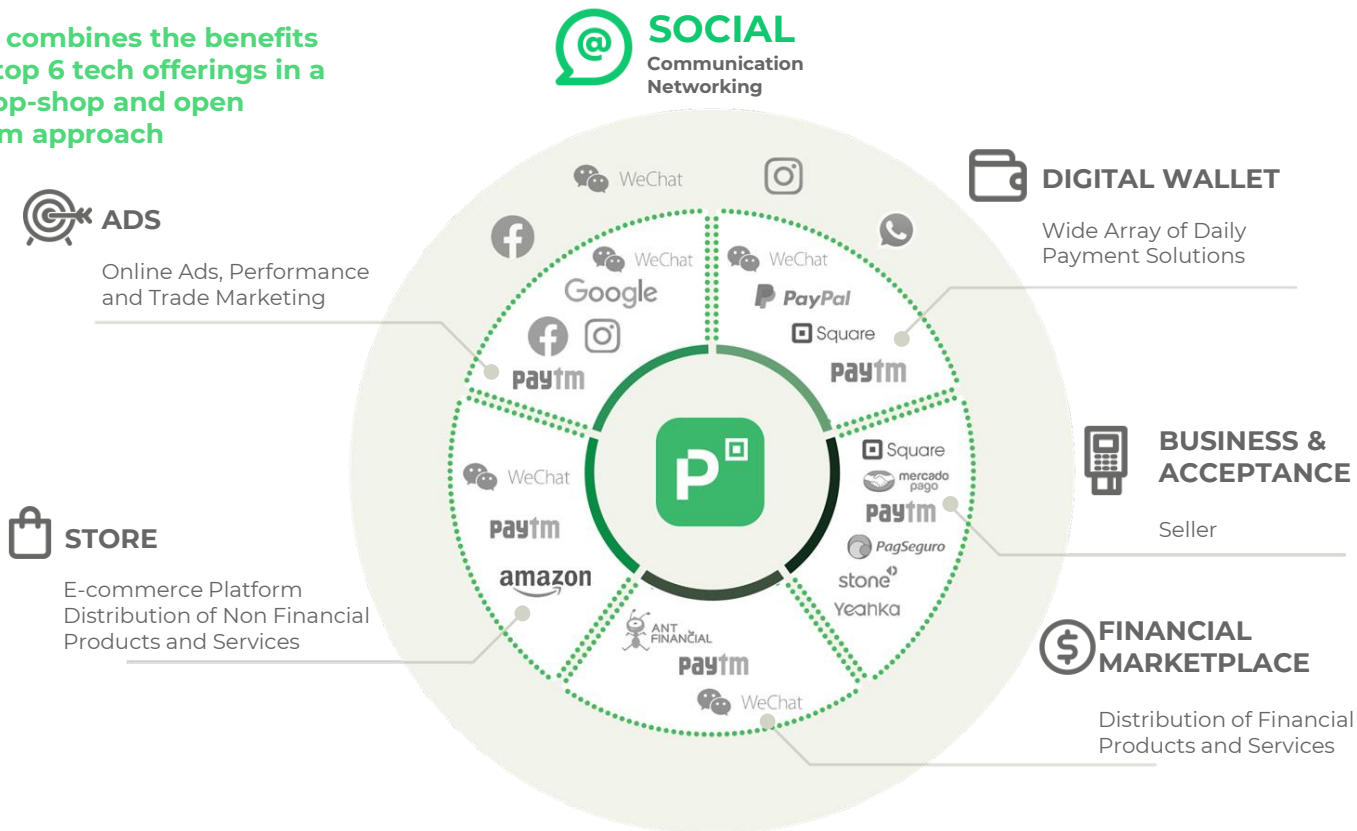 combines the benefits
top 6 tech offerings in a
and open
approach
@
SOCIAL
Communication
Networking
WeChat
ADS
Online Ads, Performance
and Trade Marketing
DIGITAL WALLET
Wide Array of Daily
Payment Solutions
WeChat
Google
paytm
WeChat
PayPal
Square
paytm
P
WeChat
paytm
amazon
Square
mercado
pago
paytm
PagSeguro
stone
Yeahka
BUSINESS &
ACCEPTANCE
Seller
STORE
E-commerce Platform
Distribution of Non Financial
Products and Services
ANT
FINANCIAL
paytm
WeChat
$
FINANCIAL
MARKETPLACE
Distribution of Financial
Products and Services